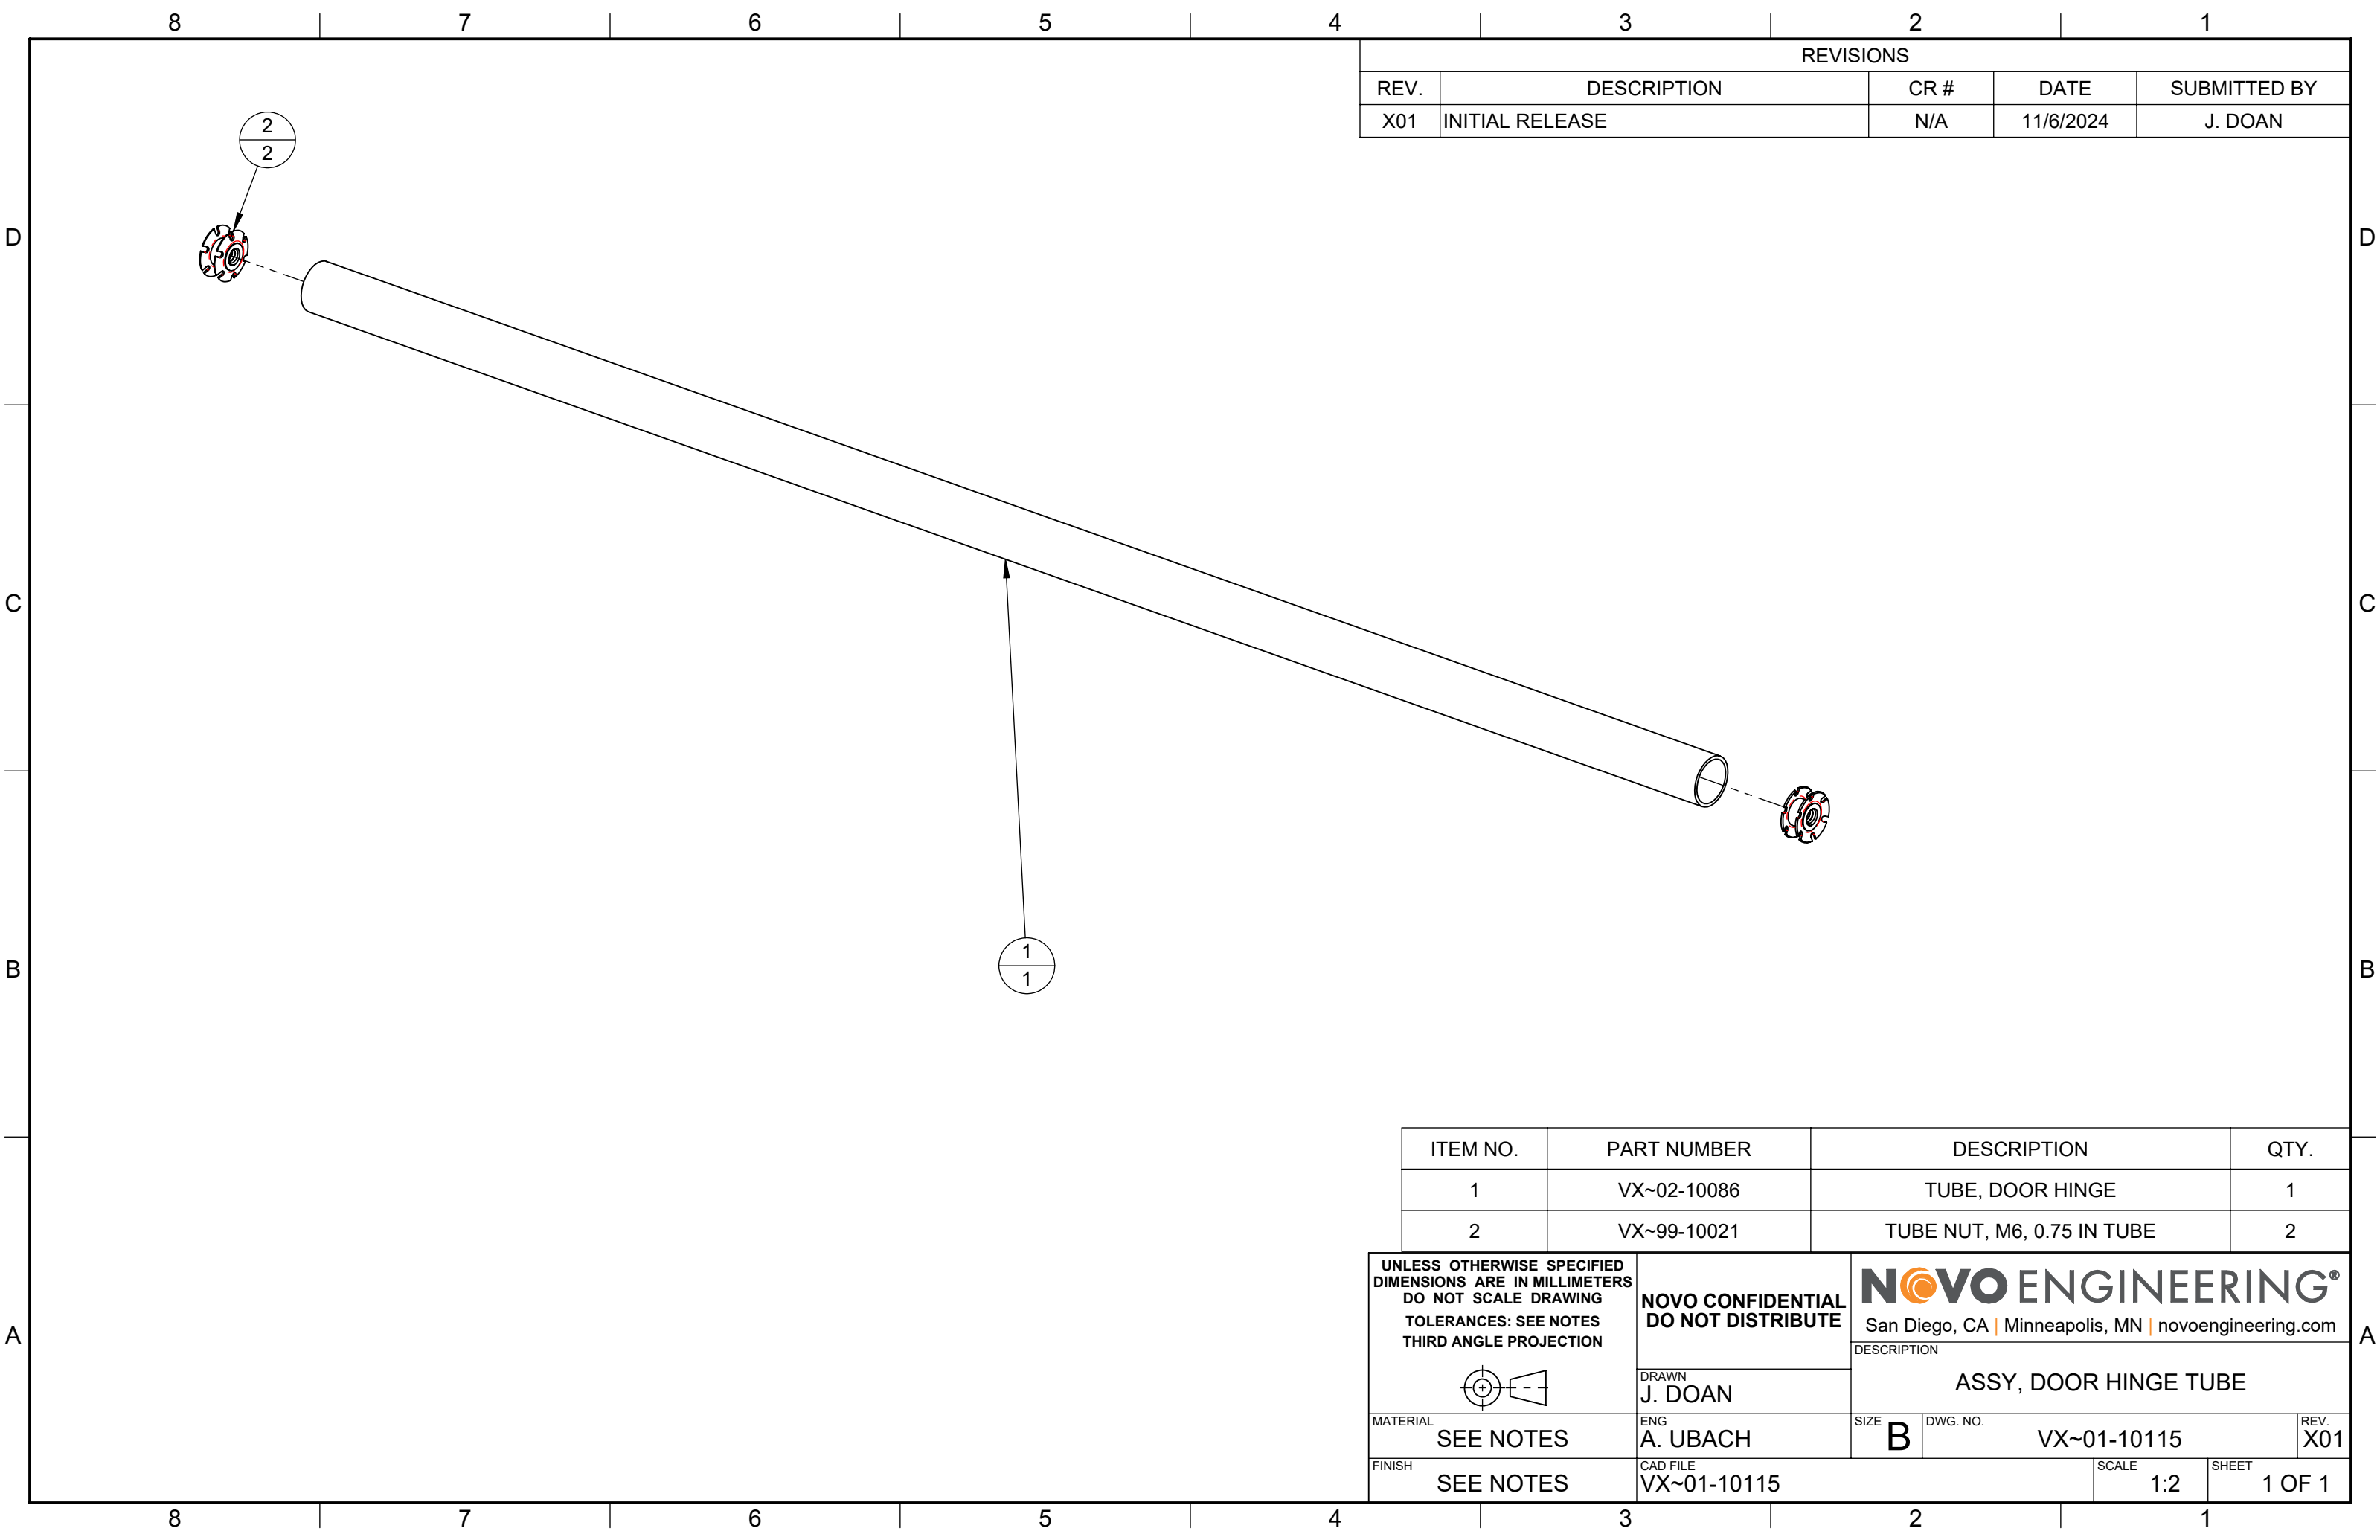 8 7 6 5 4 3 2 1
REVISIONS
REV. DESCRIPTION CR # DATE SUBMITTED BY
X01 INITIAL RELEASE N/A 11/6/2024 J. DOAN
2
2
D D
C C
1
1
B B
ITEM NO. PART NUMBER DESCRIPTION QTY.
1 VX~02-10086 TUBE, DOOR HINGE 1
2 VX~99-10021 TUBE NUT, M6, 0.75 IN TUBE 2
UNLESS OTHERWISE SPECIFIED
DIMENSIONS ARE IN MILLIMETERS
DO NOT SCALE DRAWING
TOLERANCES: SEE NOTES
THIRD ANGLE PROJECTION
NOVO CONFIDENTIAL
DO NOT DISTRIBUTE
NOVO ENGINEERING®
San Diego, CA | Minneapolis, MN | novoengineering.com
A A
DESCRIPTION
ASSY, DOOR HINGE TUBE
DRAWN
J. DOAN
MATERIAL
SEE NOTES
ENG
A. UBACH
SIZE
B
DWG. NO.
VX~01-10115
REV.
X01
FINISH
SEE NOTES
CAD FILE
VX~01-10115
SCALE
1:2
SHEET
1 OF 1
8 7 6 5 4 3 2 1